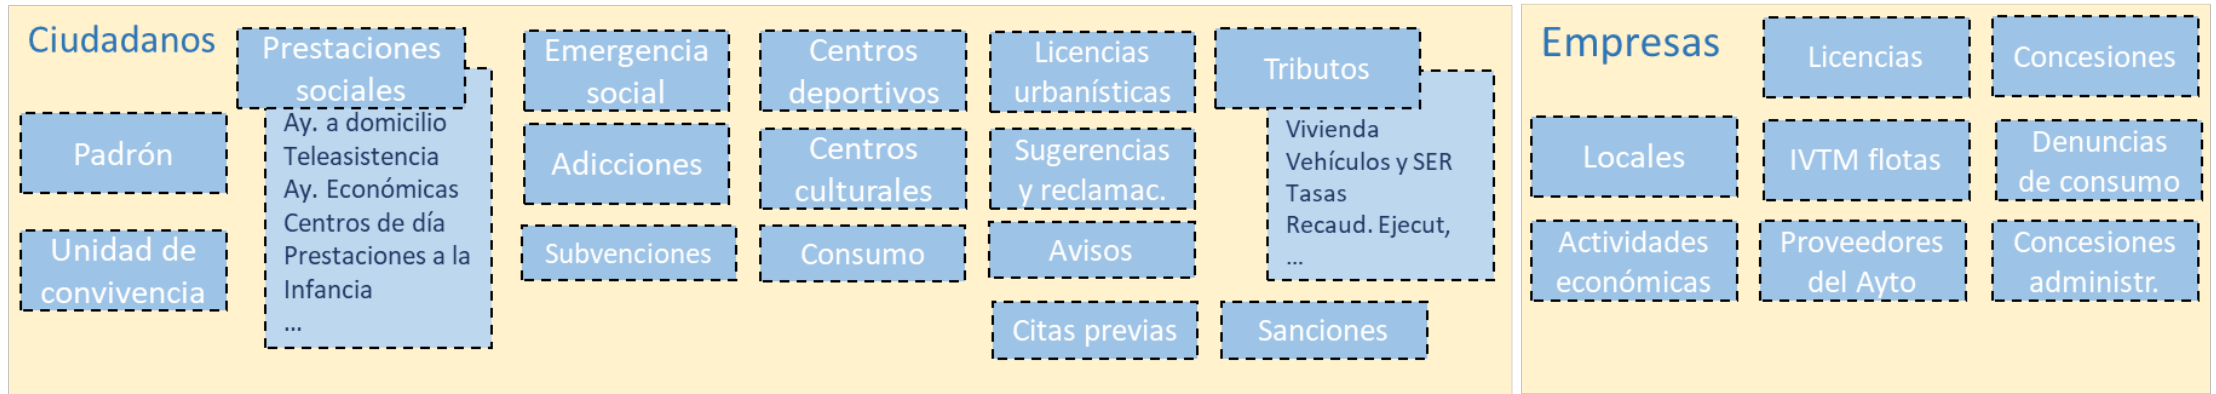 Ciudadanos
Padrón
Unidad de
convivencia
Prestaciones
sociales
Ay. a domicilio
Teleasistencia
Ay. Económicas
Centros de día
Prestaciones a la
Infancia
...
Emergencia
social
Adicciones
Subvenciones
Centros
deportivos
Centros
culturales
Consumo
Licencias
urbanísticas
Sugerencias
y reclamac.
Avisos
Citas previas
Tributos
Vivienda
Vehículos y SER
Tasas
Recaud. Ejecut,
...
Sanciones
Empresas
Locales
Actividades
económicas
Licencias
IVTM flotas
Proveedores
del Ayto
Concesiones
Denuncias
de consumo
Concesiones
administr.